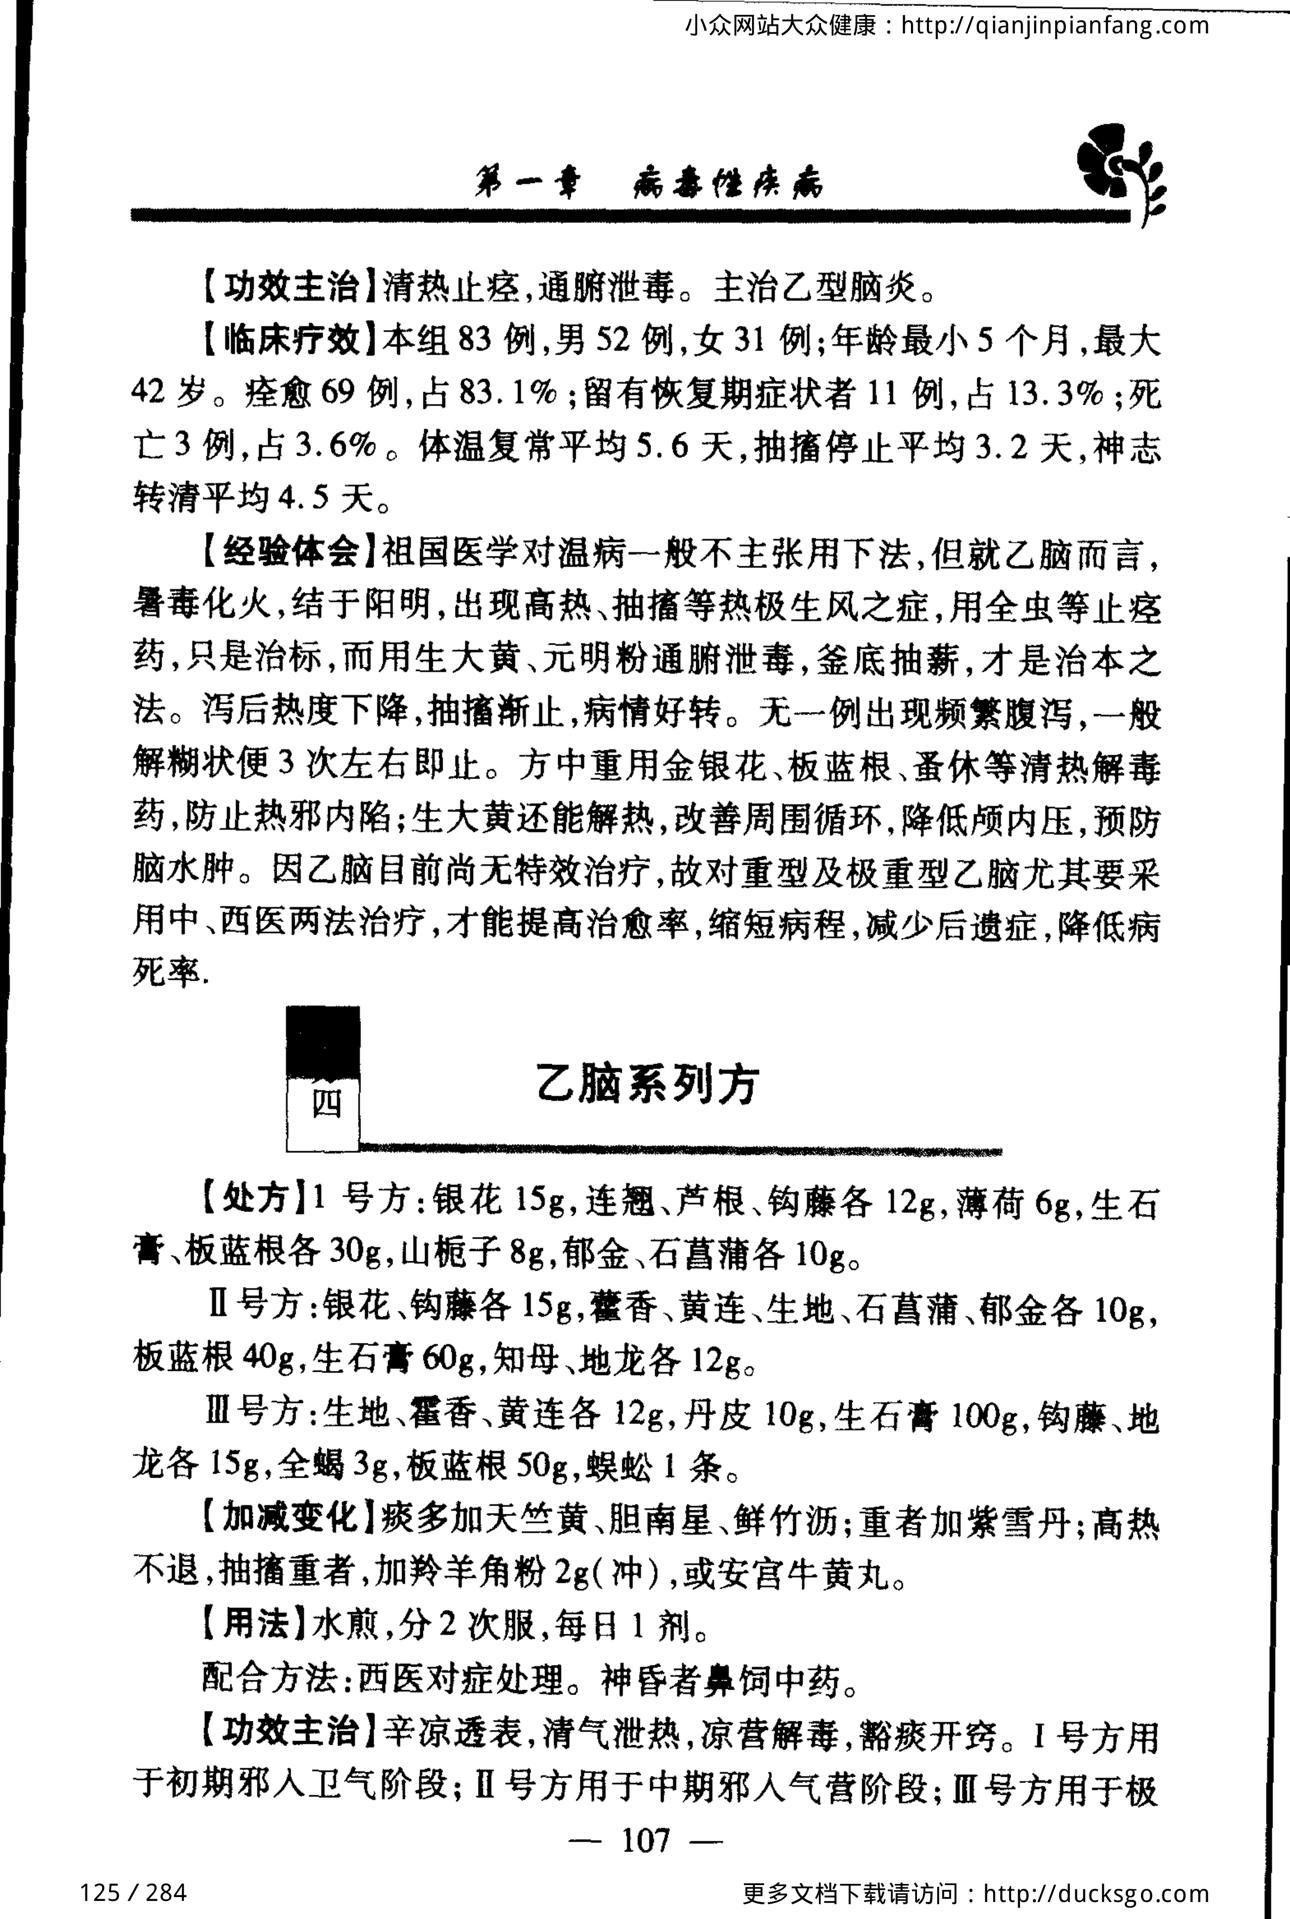 小众网站大众健康：http://qianjinpianfang.com
第一章 病毒性疾病
【功效主治】清热止痉,通腑泄毒。主治乙型脑炎。
【临床疗效】本组83例,男52例,女31例;年龄最小5个月,最大
42岁。痊愈69例,占83.1%;留有恢复期症状者11例,占13.3%;死
亡3例,占3.6%。体温复常平均5.6天,抽搐停止平均3.2天,神志
转清平均4.5天。
【经验体会】祖国医学对温病一般不主张用下法,但就乙脑而言,
暑毒化火,结于阳明,出现高热、抽搐等热极生风之症,用全虫等止痉
药,只是治标,而用生大黄、元明粉通腑泄毒,釜底抽薪,才是治本之
法。泻后热度下降,抽搐渐止,病情好转。无一例出现频繁腹泻,一般
解糊状便3次左右即止。方中重用金银花、板蓝根、蚤休等清热解毒
药,防止热邪内陷;生大黄还能解热,改善周围循环,降低颅内压,预防
脑水肿。因乙脑目前尚无特效治疗,故对重型及极重型乙脑尤其要采
用中、西医两法治疗,才能提高治愈率,缩短病程,减少后遗症,降低病
死率.
四
乙脑系列方
【处方】1号方:银花15g,连翘、芦根、钩藤各12g,薄荷6g,生石
膏、板蓝根各30g,山栀子8g,郁金、石菖蒲各10g。
Ⅱ号方:银花、钩藤各15g,藿香、黄连、生地、石菖蒲、郁金各10g,
板蓝根40g,生石膏60g,知母、地龙各12g。
Ⅲ号方:生地、藿香、黄连各12g,丹皮10g,生石膏100g,钩藤、地
龙各15g,全蝎3g,板蓝根50g,蜈蚣1条。
【加减变化】痰多加天竺黄、胆南星、鲜竹沥;重者加紫雪丹;高热
不退,抽搐重者,加羚羊角粉2g(冲),或安宫牛黄丸。
【用法】水煎,分2次服,每日1剂。
配合方法:西医对症处理。神昏者鼻饲中药。
【功效主治】辛凉透表,清气泄热,凉营解毒,豁痰开窍。Ⅰ号方用
于初期邪入卫气阶段;Ⅱ号方用于中期邪入气营阶段;Ⅲ号方用于极
— 107 —
125 / 284
更多文档下载请访问：http://ducksgo.com